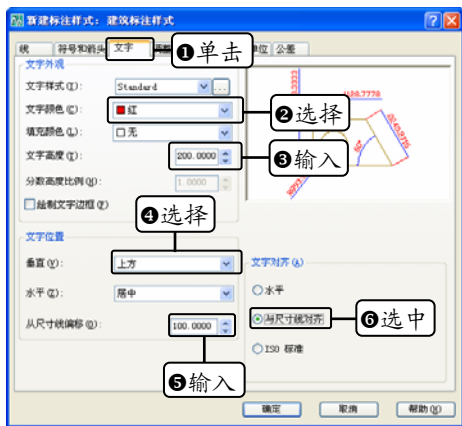 新建标注样式：建筑标注样式
线 符号和箭头 文字 单位 公差
❶单击
文字外观
文字样式(Y)： Standard ...
文字颜色(C)： 红
❷选择
填充颜色(L)： 无
文字高度(T)： 200.0000
❸输入
分数高度比例(H)： 1.0000
绘制文字边框(F)
❹选择
文字位置
垂直(V)： 上方
水平(Z)： 居中
从尺寸线偏移(O)： 100.0000
❺输入
文字对齐(A)
水平
与尺寸线对齐
❻选中
ISO 标准
确定 取消 帮助(H)